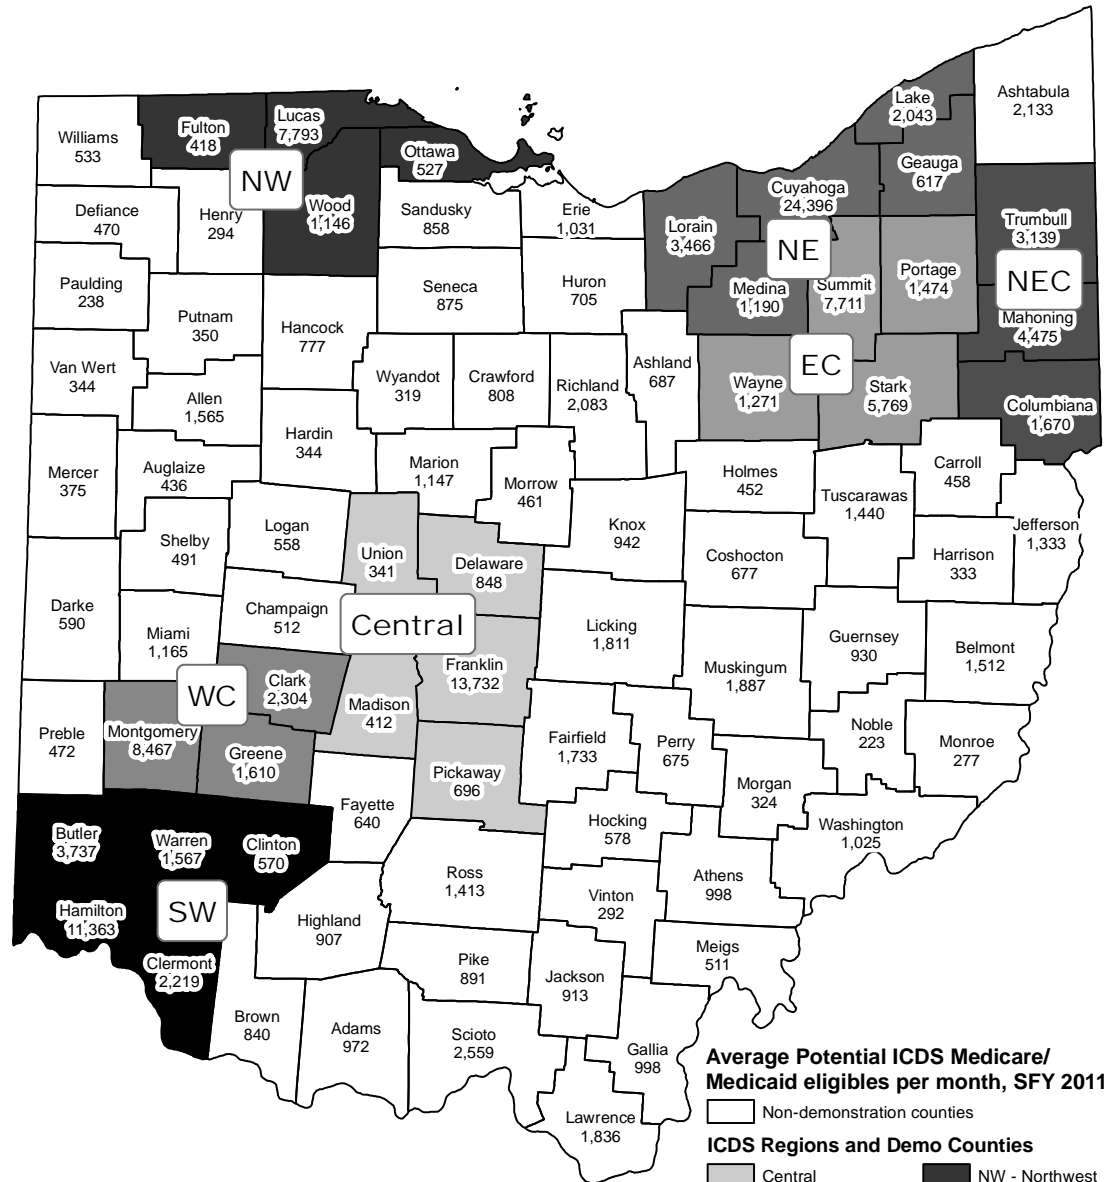 Ashtabula
2,133
Lake
2,043
Geauga
617
Williams
533
Fulton
418
Lucas
7,793
Ottawa
527
NW
Wood
1,146
Defiance
470
Henry
294
Sandusky
858
Erie
1,031
Lorain
3,466
Cuyahoga
24,396
NE
Trumbull
3,139
NEC
Mahoning
4,475
Paulding
238
Putnam
350
Hancock
777
Seneca
875
Huron
705
Medina
1,190
Summit
7,711
Portage
1,474
Van Wert
344
Allen
1,565
Wyandot
319
Crawford
808
Richland
2,083
Ashland
687
Wayne
1,271
EC
Stark
5,769
Columbiana
1,670
Mercer
375
Auglaize
436
Hardin
344
Marion
1,147
Morrow
461
Holmes
452
Tuscarawas
1,440
Carroll
458
Jefferson
1,333
Shelby
491
Logan
558
Union
341
Delaware
848
Knox
942
Coshocton
677
Harrison
333
Darke
590
Miami
1,165
Champaign
512
Central
Licking
1,811
Muskingum
1,887
Guernsey
930
Belmont
1,512
WC
Clark
2,304
Madison
412
Franklin
13,732
Preble
472
Montgomery
8,467
Greene
1,610
Pickaway
696
Fairfield
1,733
Perry
675
Morgan
324
Noble
223
Monroe
277
Fayette
640
Hocking
578
Washington
1,025
Butler
3,737
Warren
1,567
Clinton
570
Ross
1,413
Vinton
292
Athens
998
Hamilton
11,363
SW
Highland
907
Clermont
2,219
Pike
891
Jackson
913
Meigs
511
Brown
840
Adams
972
Scioto
2,559
Gallia
998
Lawrence
1,836
Average Potential ICDS Medicare/
Medicaid eligibles per month, SFY 2011
Non-demonstration counties
ICDS Regions and Demo Counties
Central
NW - Northwest